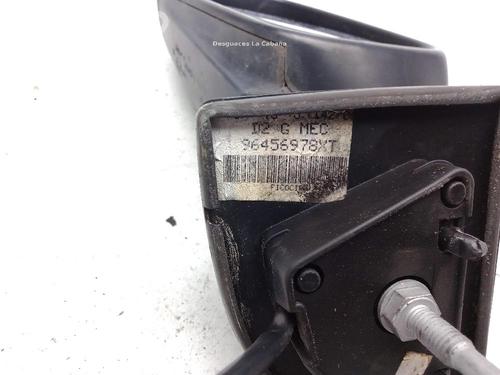 Desguaces La Cabaña
D2 G MEC
96456978XT